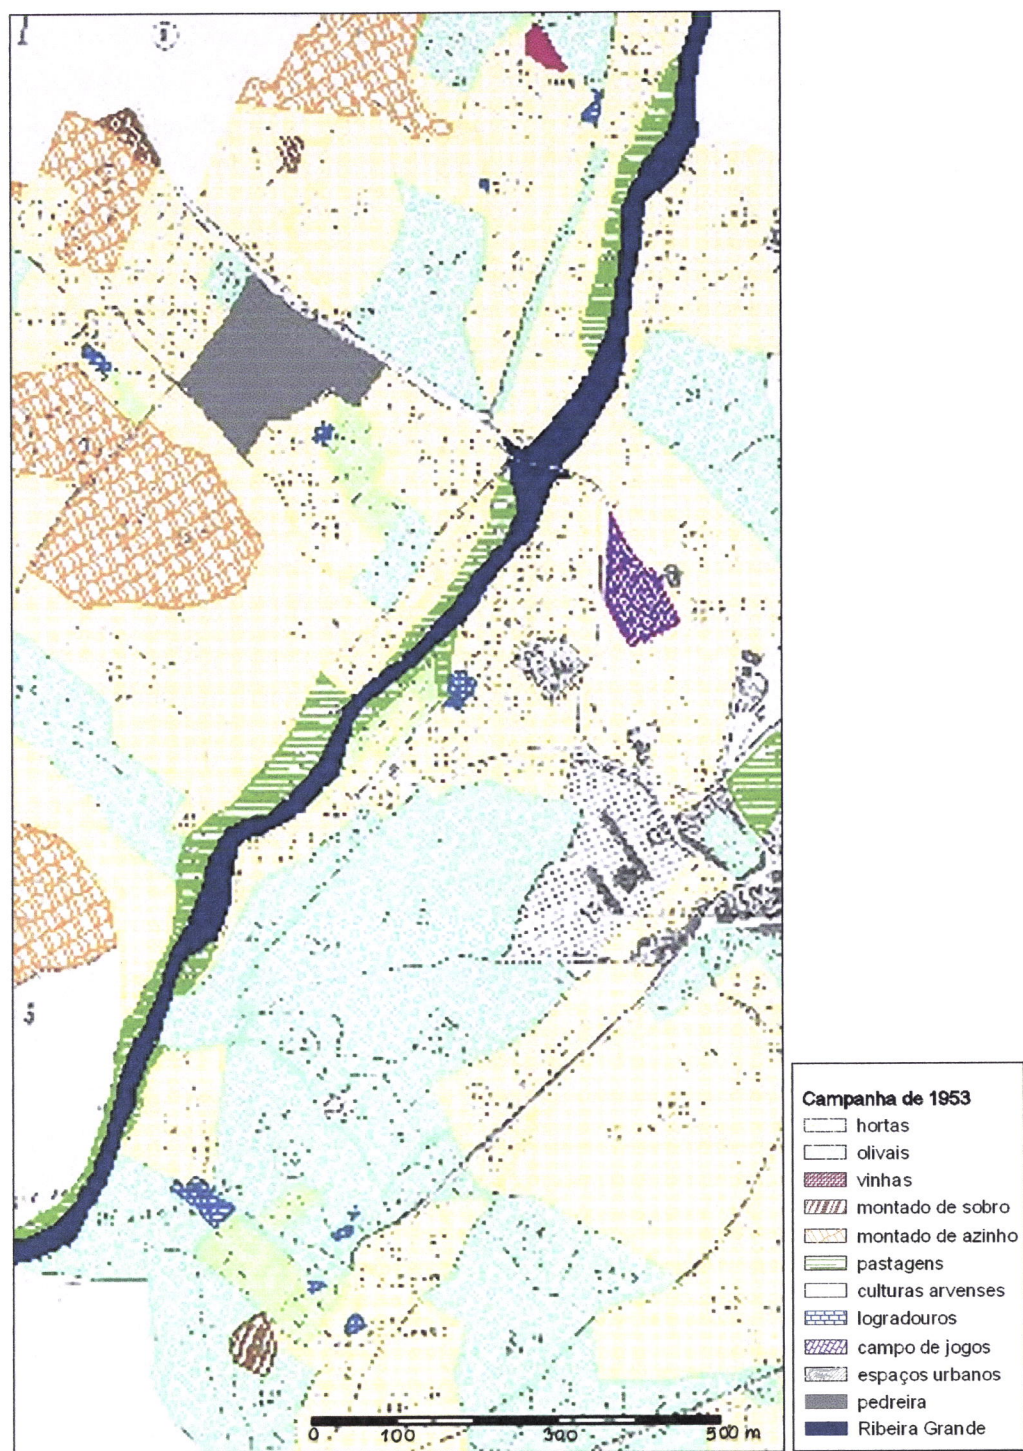 Campanha de 1953
hortas
olivais
vinhas
montado de sobro
montado de azinho
pastagens
culturas arvenses
logradouros
campo de jogos
espaços urbanos
pedreira
Ribeira Grande
0 100 300 500 m